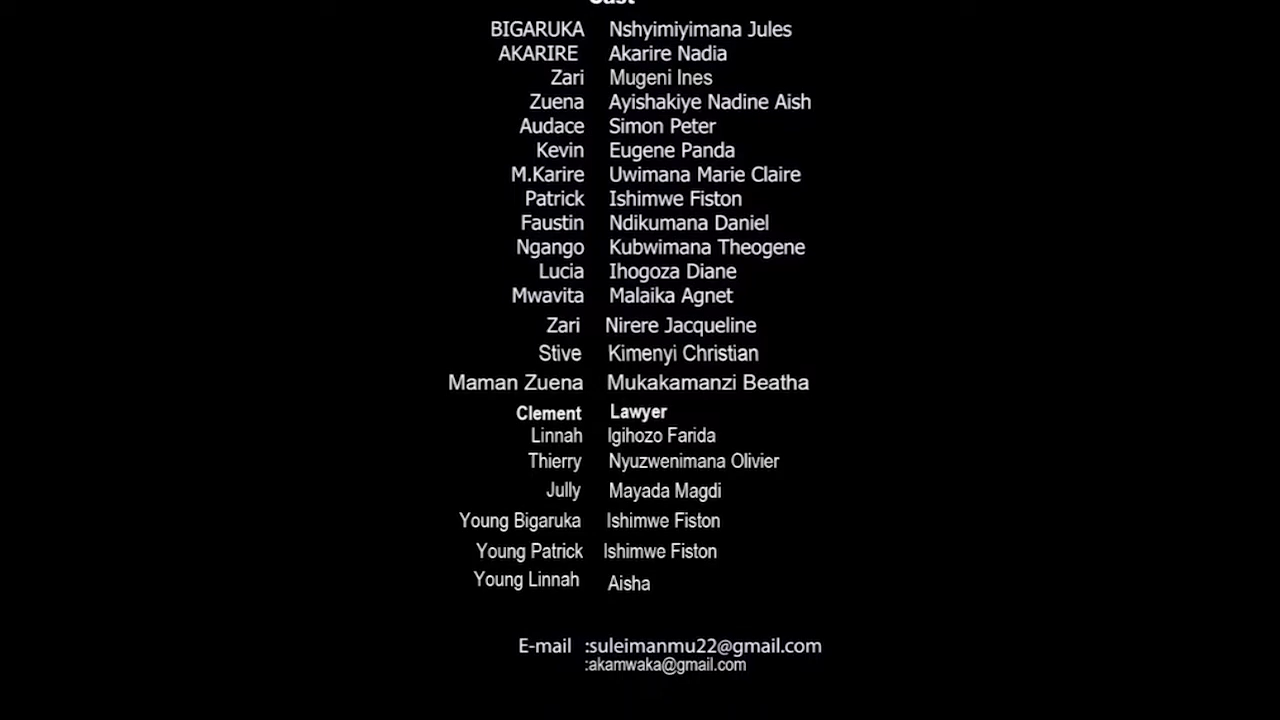 Cast
BIGARUKA Nshyimiyimana Jules
AKARIRE Akarire Nadia
Zari Mugeni Ines
Zuena Ayishakiye Nadine Aish
Audace Simon Peter
Kevin Eugene Panda
M.Karire Uwimana Marie Claire
Patrick Ishimwe Fiston
Faustin Ndikumana Daniel
Ngango Kubwimana Theogene
Lucia Ihogoza Diane
Mwavita Malaika Agnet
Zari Nirere Jacqueline
Stive Kimenyi Christian
Maman Zuena Mukakamanzi Beatha
Clement Lawyer
Linnah Igihozo Farida
Thierry Nyuzwenimana Olivier
Jully Mayada Magdi
Young Bigaruka Ishimwe Fiston
Young Patrick Ishimwe Fiston
Young Linnah Aisha
E-mail :suleimanmu22@gmail.com
:akamwaka@gmail.com